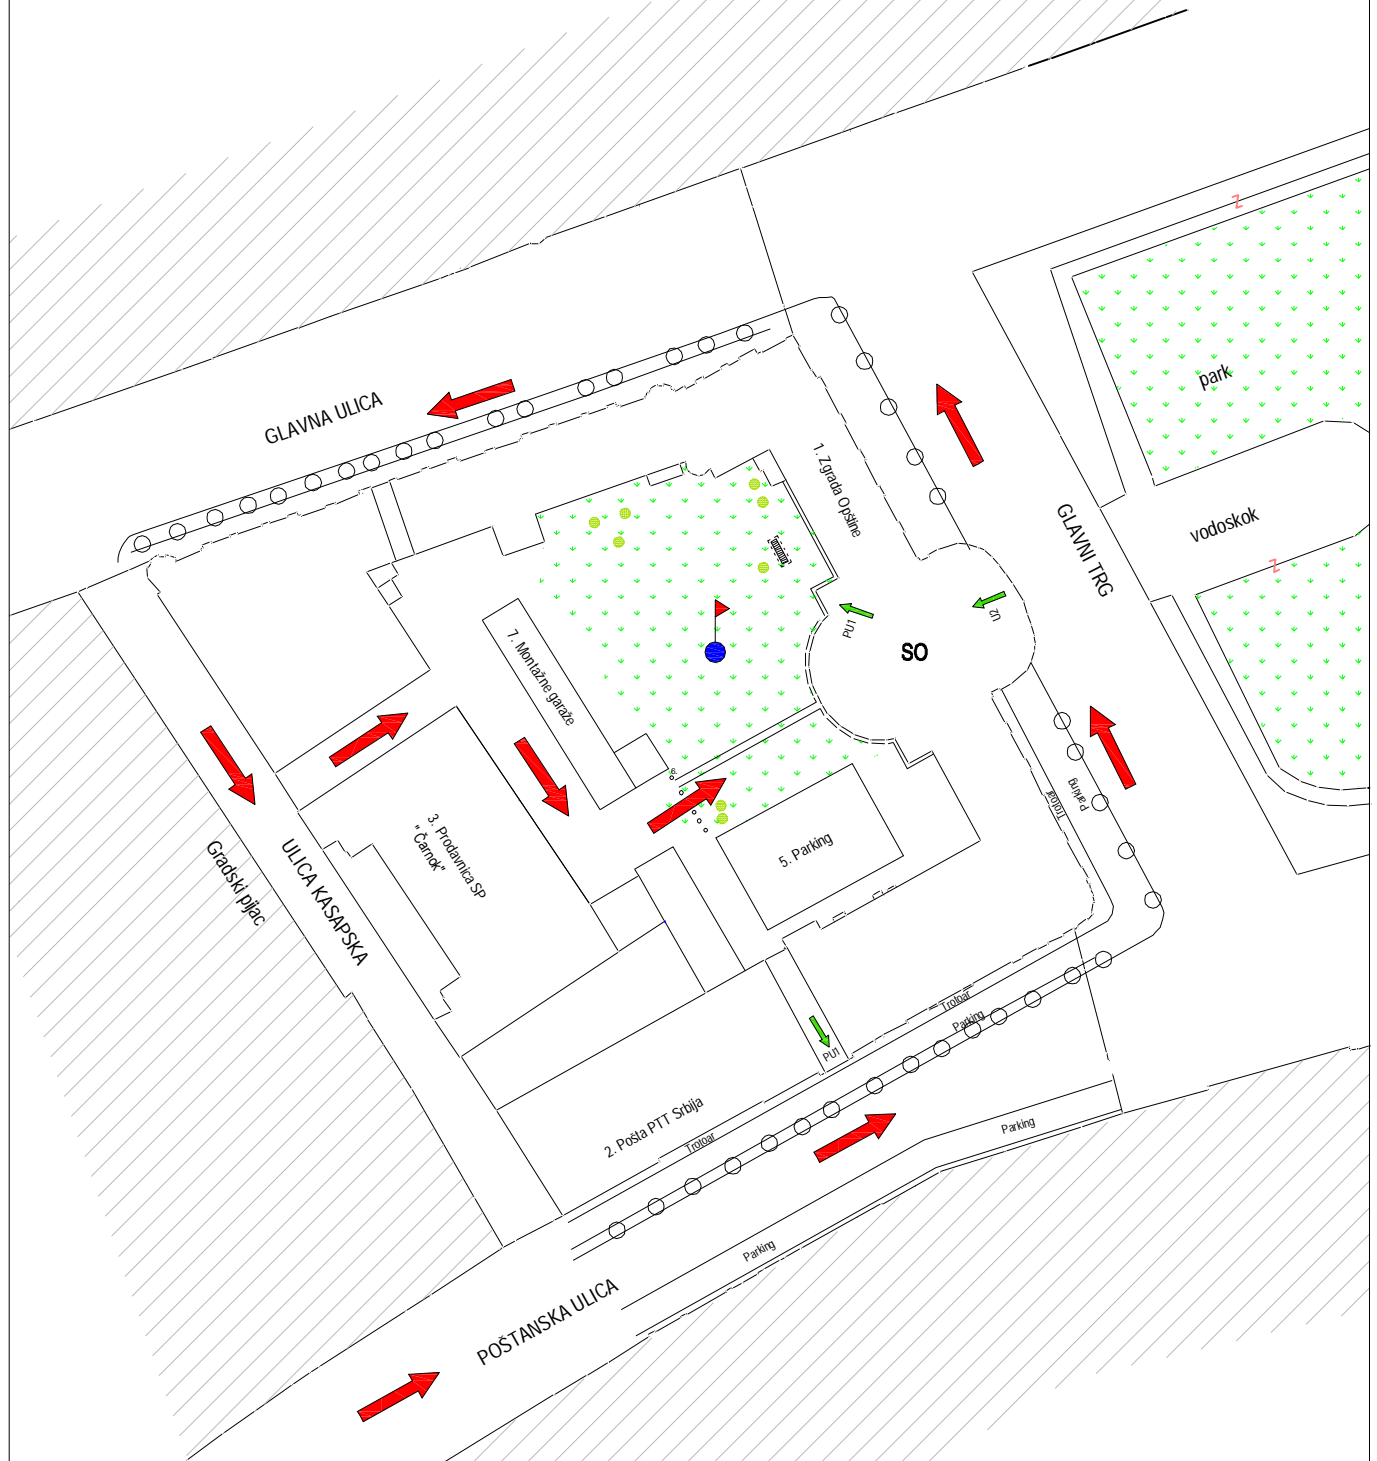 Z
GLAVNA ULICA
park
1. Zgrada Opštine
GLAVNI TRG
vodoskok
Z
PU1
U2
SO
7. Montažne garaže
6.
Trotoar
Parking
5. Parking
3. Prodavnica SP
" Čarnok"
ULICA KASAPSKA
Gradski pijac
Trotoar
Parking
PU1
2. Pošta PTT Srbija
Trotoar
Parking
Parking
POŠTANSKA ULICA